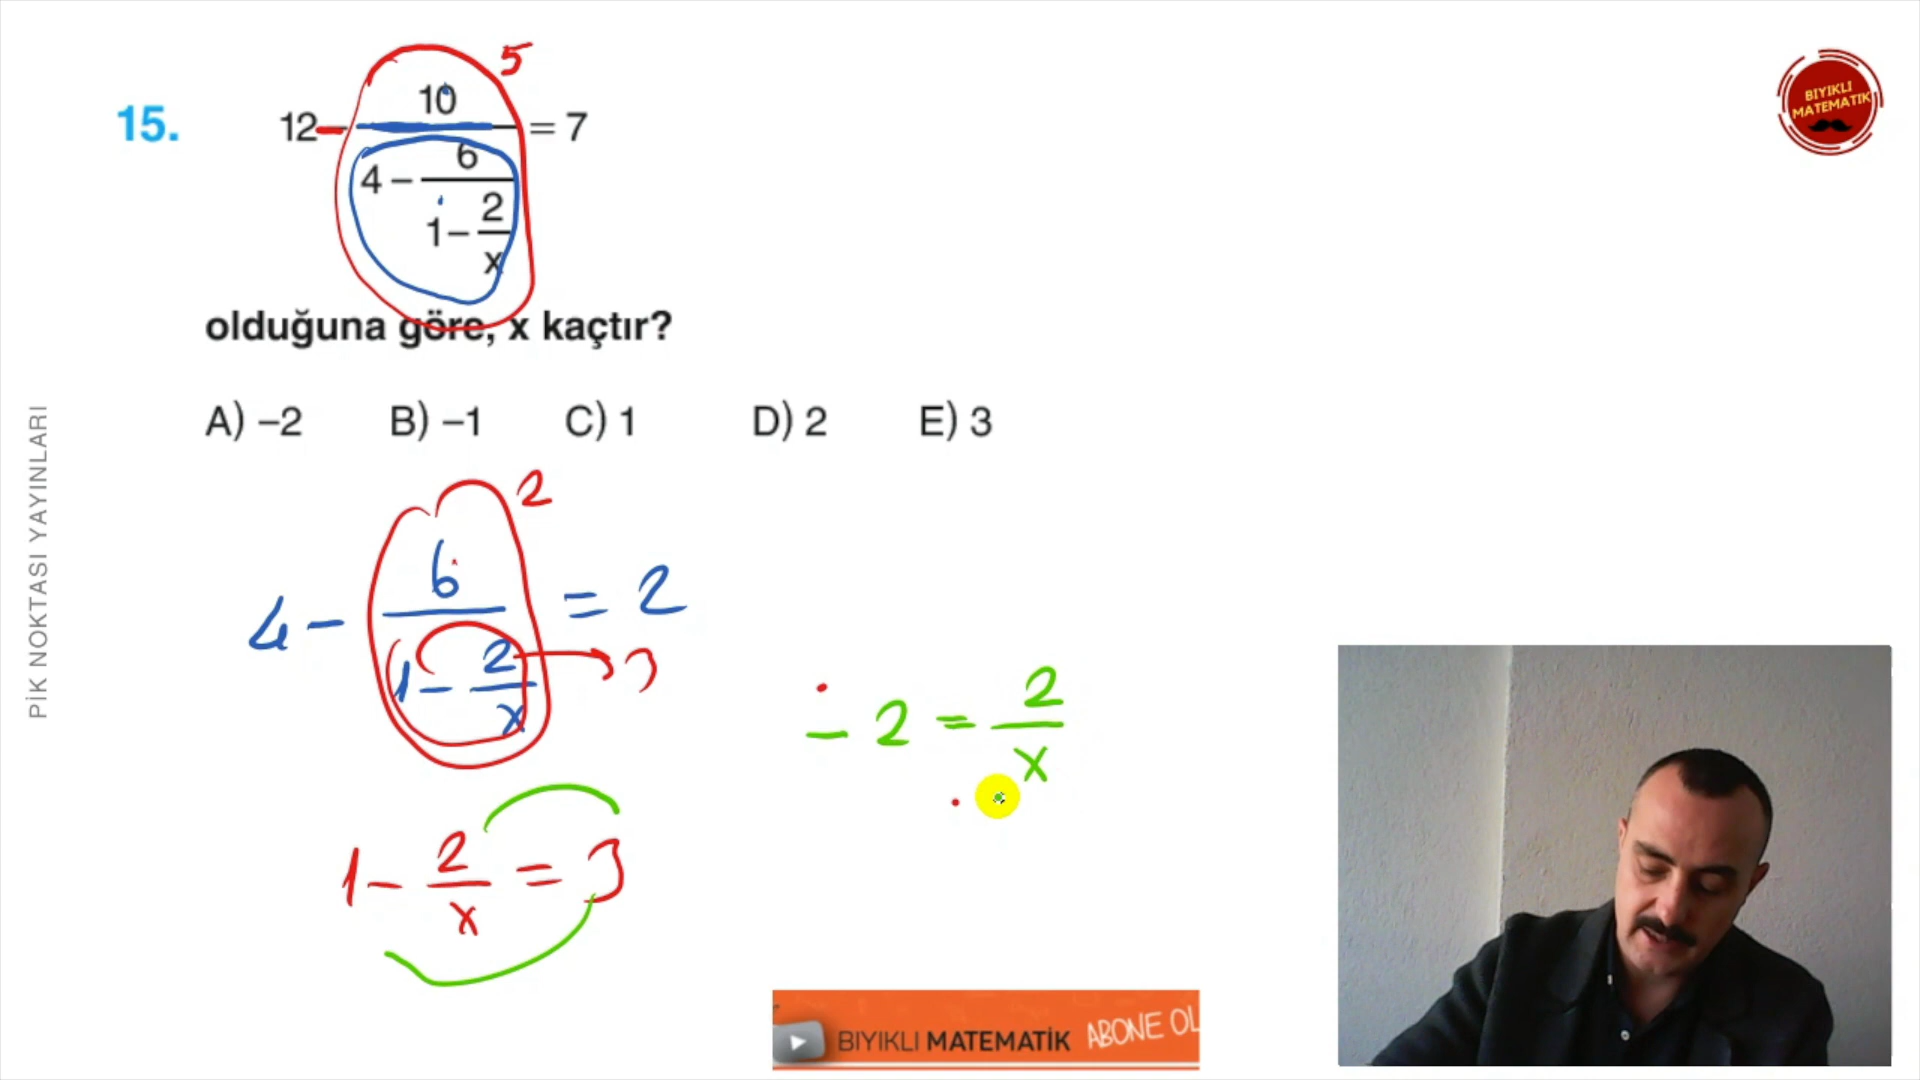 15. 12 - 10 / (4 - 6 / (1 - 2/x)) = 7
5
olduğuna göre, x kaçtır?
A) –2 B) –1 C) 1 D) 2 E) 3
4 - 6 / (1 - 2/x) = 2
2
3
1 - 2/x = 3
- 2 = 2/x
PİK NOKTASI YAYINLARI
BIYIKLI
MATEMATİK
BIYIKLI MATEMATİK ABONE OL